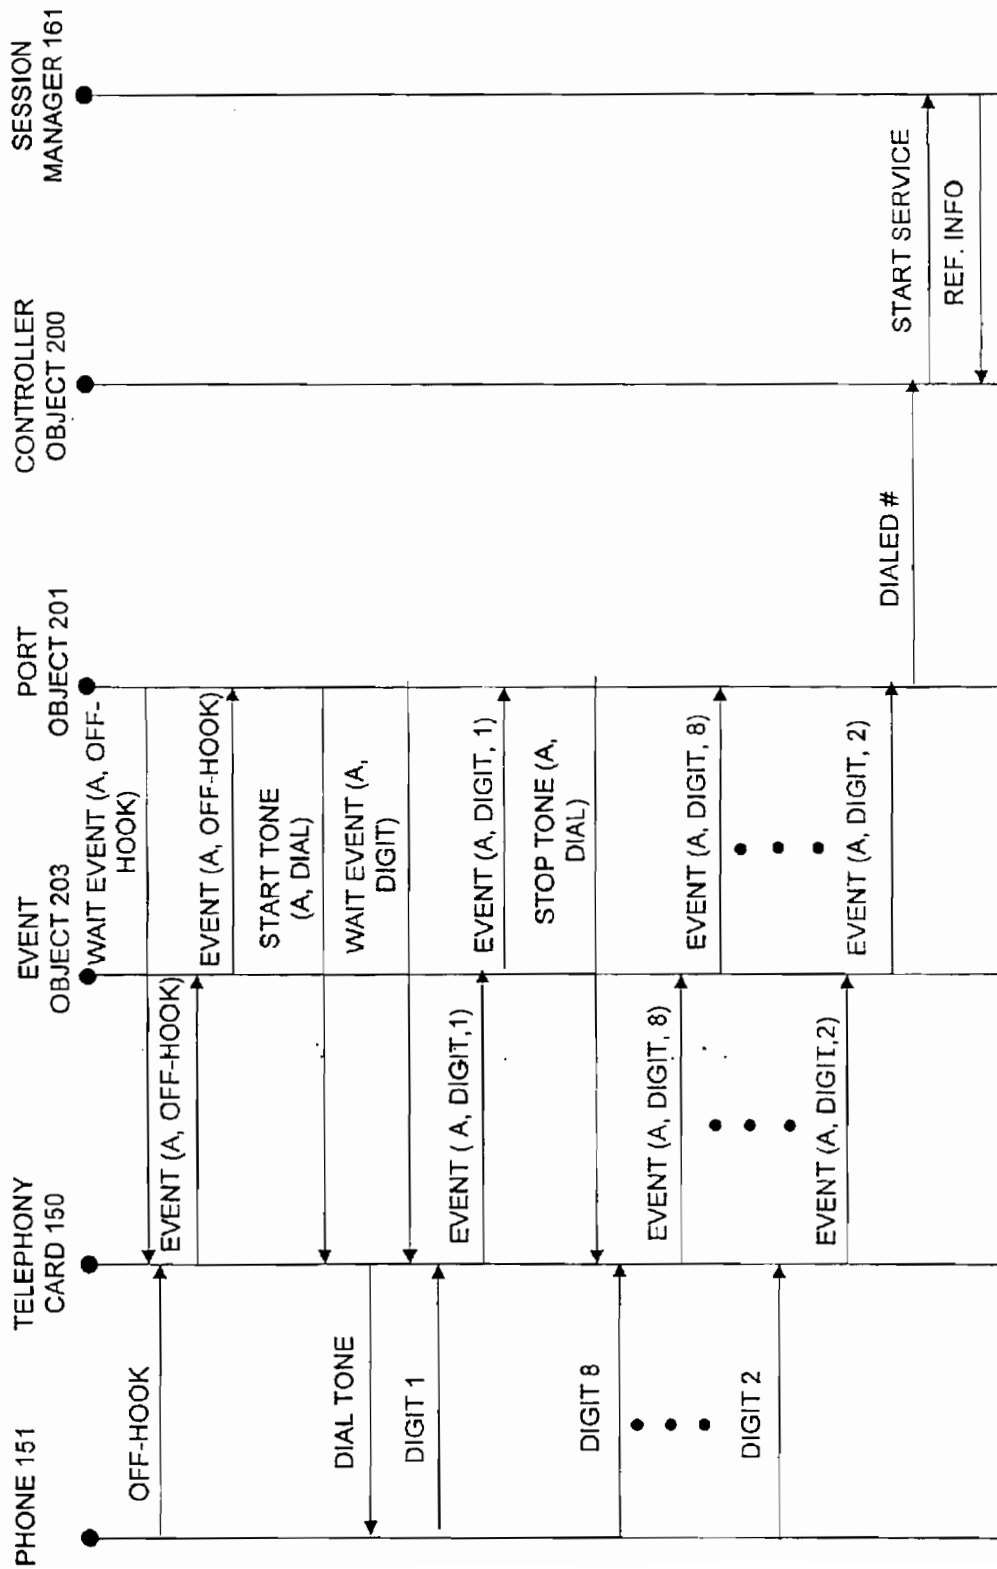 PHONE 151
TELEPHONY
CARD 150
EVENT
OBJECT 203
PORT
OBJECT 201
CONTROLLER
OBJECT 200
SESSION
MANAGER 161
WAIT EVENT (A, OFF-
HOOK)
OFF-HOOK
EVENT (A, OFF-HOOK)
EVENT (A, OFF-HOOK)
START TONE
(A, DIAL)
DIAL TONE
WAIT EVENT (A,
DIGIT)
DIGIT 1
EVENT ( A, DIGIT,1)
EVENT (A, DIGIT, 1)
STOP TONE (A,
DIAL)
DIGIT 8
EVENT (A, DIGIT, 8)
EVENT (A, DIGIT, 8)
DIGIT 2
EVENT (A, DIGIT,2)
EVENT (A, DIGIT, 2)
DIALED #
START SERVICE
REF. INFO